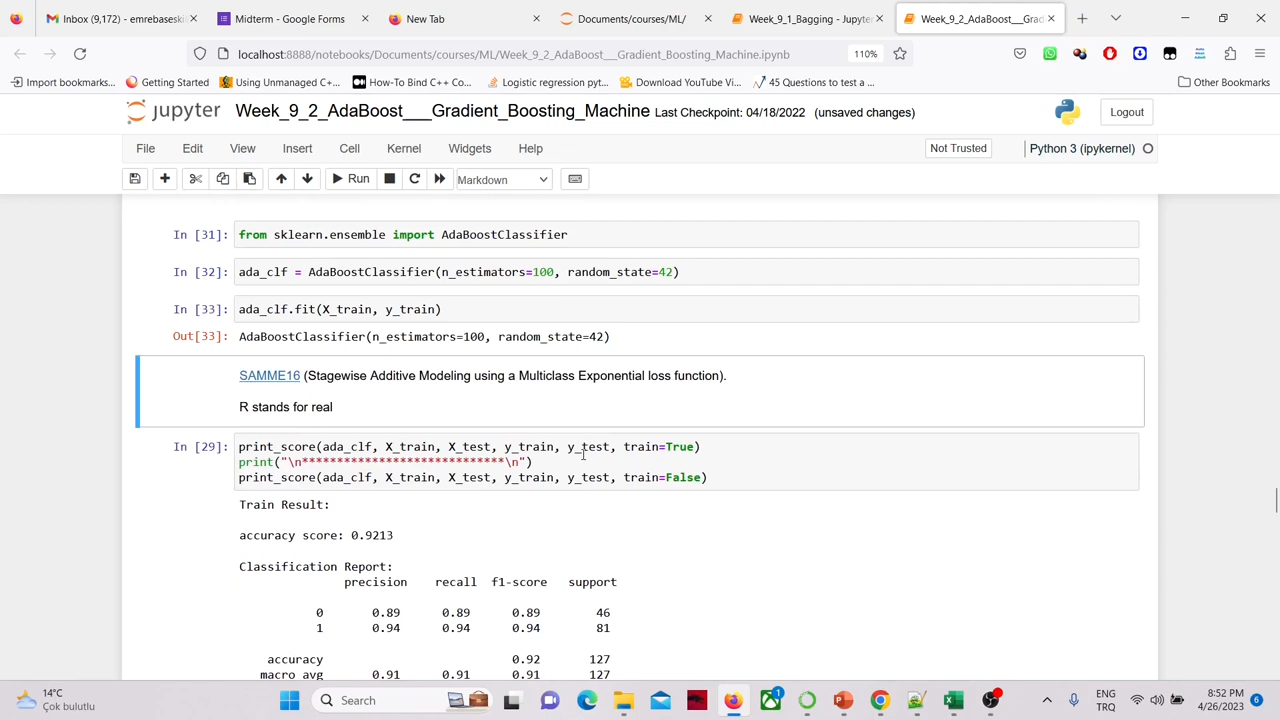 Inbox (9,172) - emrebaseski
Midterm - Google Forms
New Tab
Documents/courses/ML/
Week_9_1_Bagging - Jupyter
Week_9_2_AdaBoost___Grad
localhost:8888/notebooks/Documents/courses/ML/Week_9_2_AdaBoost___Gradient_Boosting_Machine.ipynb
110%
Import bookmarks...
Getting Started
Using Unmanaged C+...
How-To Bind C++ Co...
Logistic regression pyt...
Download YouTube Vi...
45 Questions to test a ...
Other Bookmarks
jupyter
Week_9_2_AdaBoost___Gradient_Boosting_Machine Last Checkpoint: 04/18/2022 (unsaved changes)
Logout
File Edit View Insert Cell Kernel Widgets Help
Not Trusted
Python 3 (ipykernel)
Run
Markdown
In [31]: from sklearn.ensemble import AdaBoostClassifier
In [32]: ada_clf = AdaBoostClassifier(n_estimators=100, random_state=42)
In [33]: ada_clf.fit(X_train, y_train)
Out[33]: AdaBoostClassifier(n_estimators=100, random_state=42)
SAMME16 (Stagewise Additive Modeling using a Multiclass Exponential loss function).
R stands for real
In [29]: print_score(ada_clf, X_train, X_test, y_train, y_test, train=True)
print("\n****************************\n")
print_score(ada_clf, X_train, X_test, y_train, y_test, train=False)
Train Result:
accuracy score: 0.9213
Classification Report:
precision recall f1-score support
0 0.89 0.89 0.89 46
1 0.94 0.94 0.94 81
accuracy 0.92 127
macro avg 0.91 0.91 0.91 127
14°C
Çok bulutlu
Search
1
ENG
TRQ
8:52 PM
4/26/2023
6